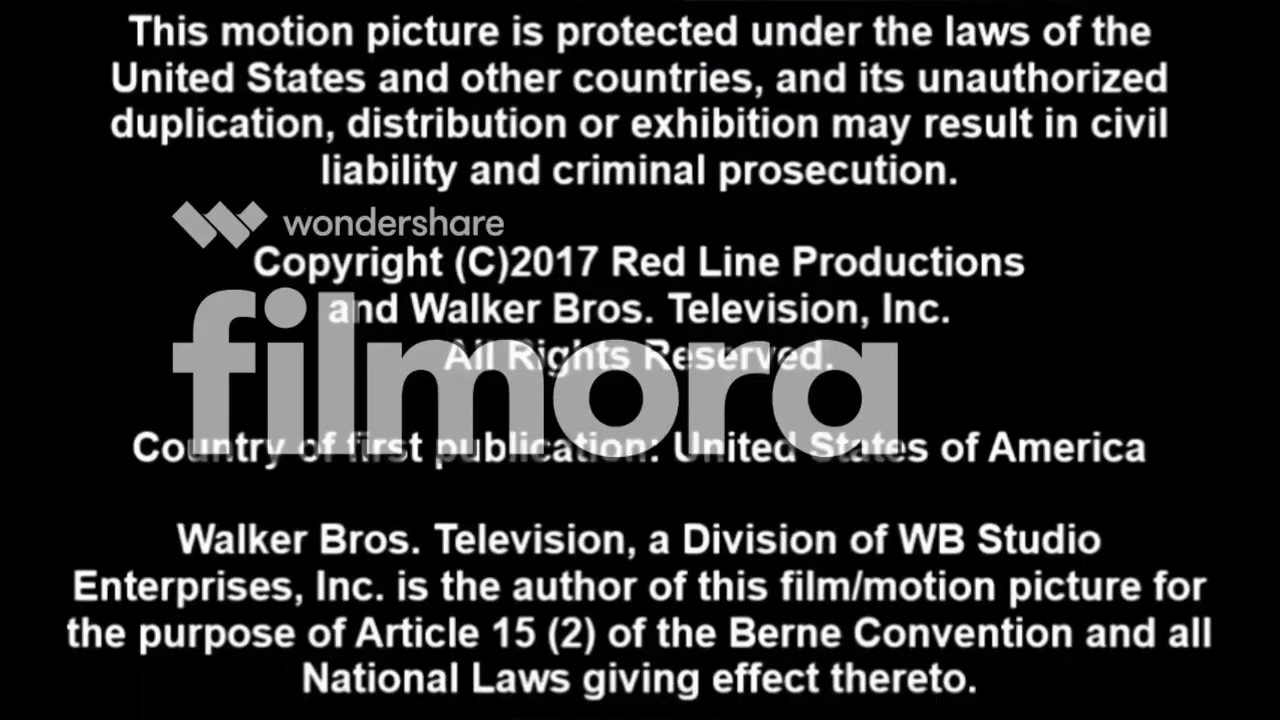 This motion picture is protected under the laws of the
United States and other countries, and its unauthorized
duplication, distribution or exhibition may result in civil
liability and criminal prosecution.
wondershare
Copyright (C)2017 Red Line Productions
and Walker Bros. Television, Inc.
filmora
All Rights Reserved.
Country of first publication: United States of America
Walker Bros. Television, a Division of WB Studio
Enterprises, Inc. is the author of this film/motion picture for
the purpose of Article 15 (2) of the Berne Convention and all
National Laws giving effect thereto.